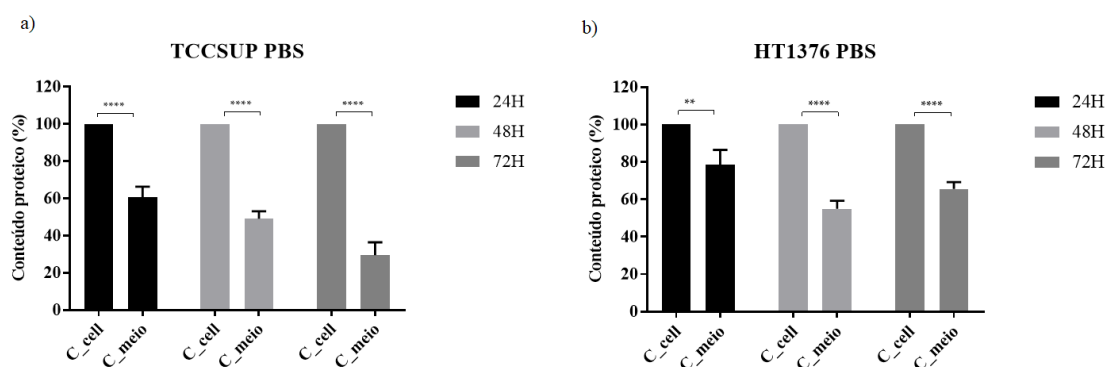 a)
TCCSUP PBS
Conteúdo proteico (%)
120
100
80
60
40
20
0
**** **** ****
C_cell C_meio C_cell C_meio C_cell C_meio
24H
48H
72H
b)
HT1376 PBS
Conteúdo proteico (%)
120
100
80
60
40
20
0
** **** ****
C_cell C_meio C_cell C_meio C_cell C_meio
24H
48H
72H